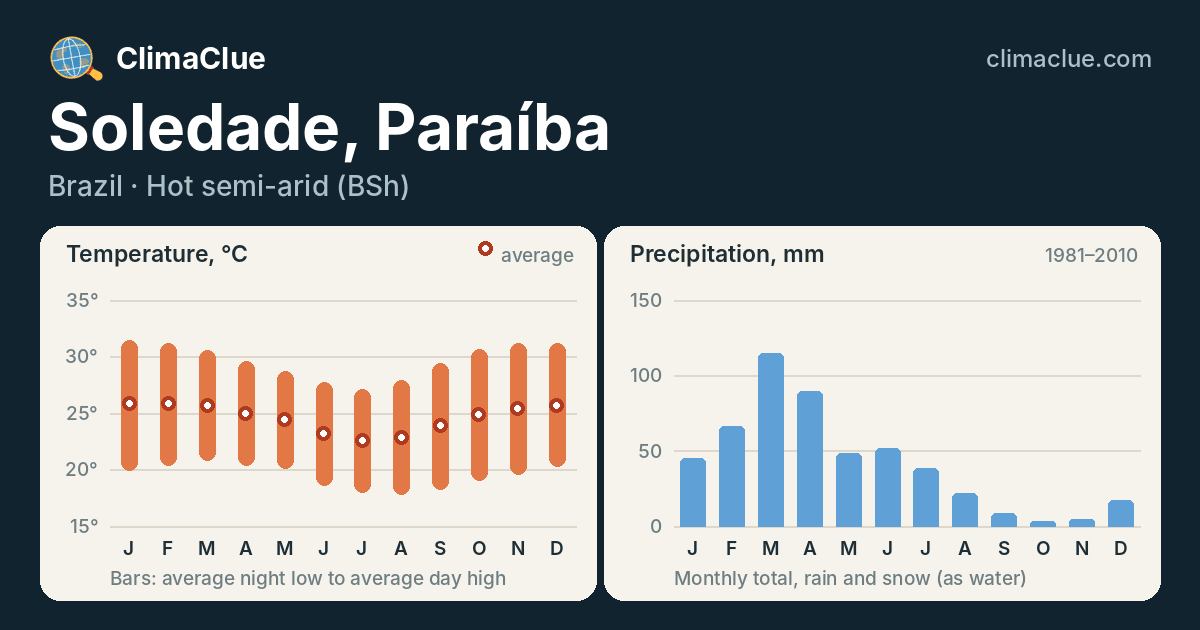 ClimaClue
climaclue.com
Soledade, Paraíba
Brazil · Hot semi-arid (BSh)
Temperature, °C
average
35°
30°
25°
20°
15°
J F M A M J J A S O N D
Bars: average night low to average day high
Precipitation, mm
1981–2010
150
100
50
0
J F M A M J J A S O N D
Monthly total, rain and snow (as water)